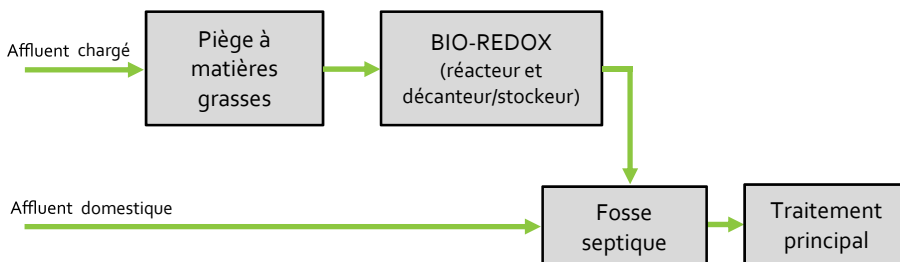 Affluent chargé
Piège à
matières
grasses
BIO-REDOX
(réacteur et
décanteur/stockeur)
Affluent domestique
Fosse
septique
Traitement
principal